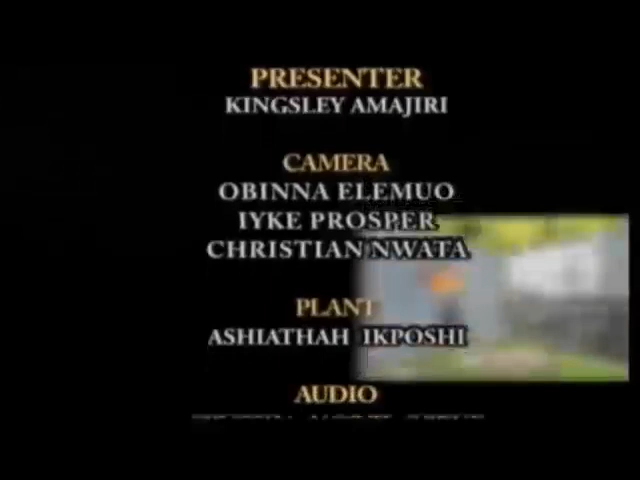 PRESENTER
KINGSLEY AMAJIRI
CAMERA
OBINNA ELEMUO
IYKE PROSPER
CHRISTIAN NWATA
PLANT
ASHIATHAH IKPOSHI
AUDIO